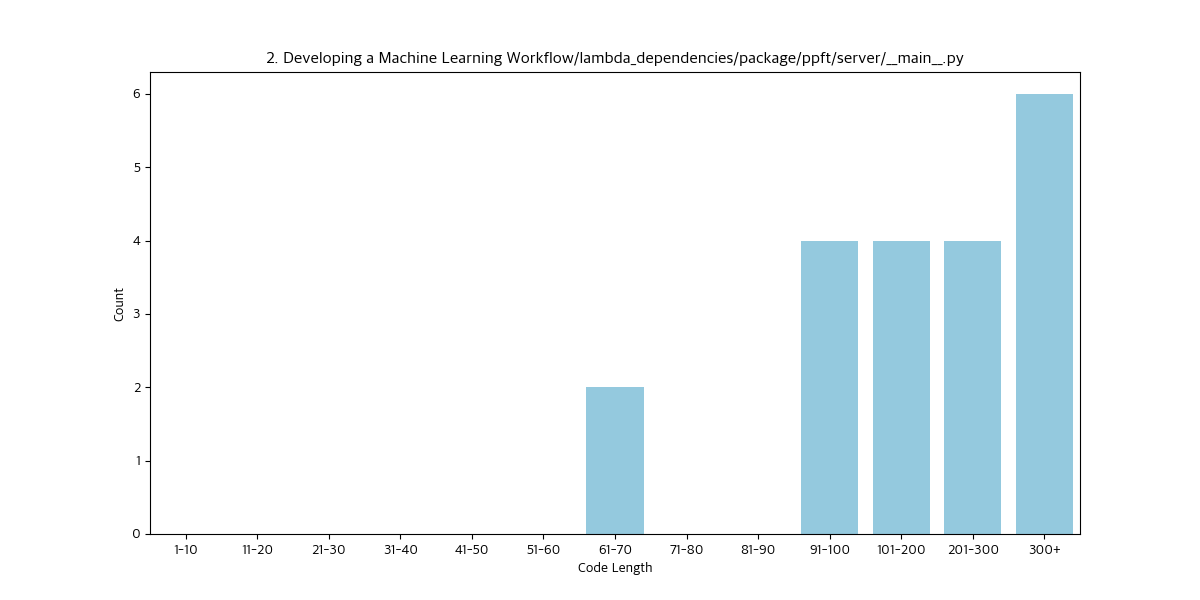 2. Developing a Machine Learning Workflow/lambda_dependencies/package/ppft/server/__main__.py
6
5
4
3
2
1
0
Count
1-10 11-20 21-30 31-40 41-50 51-60 61-70 71-80 81-90 91-100 101-200 201-300 300+
Code Length